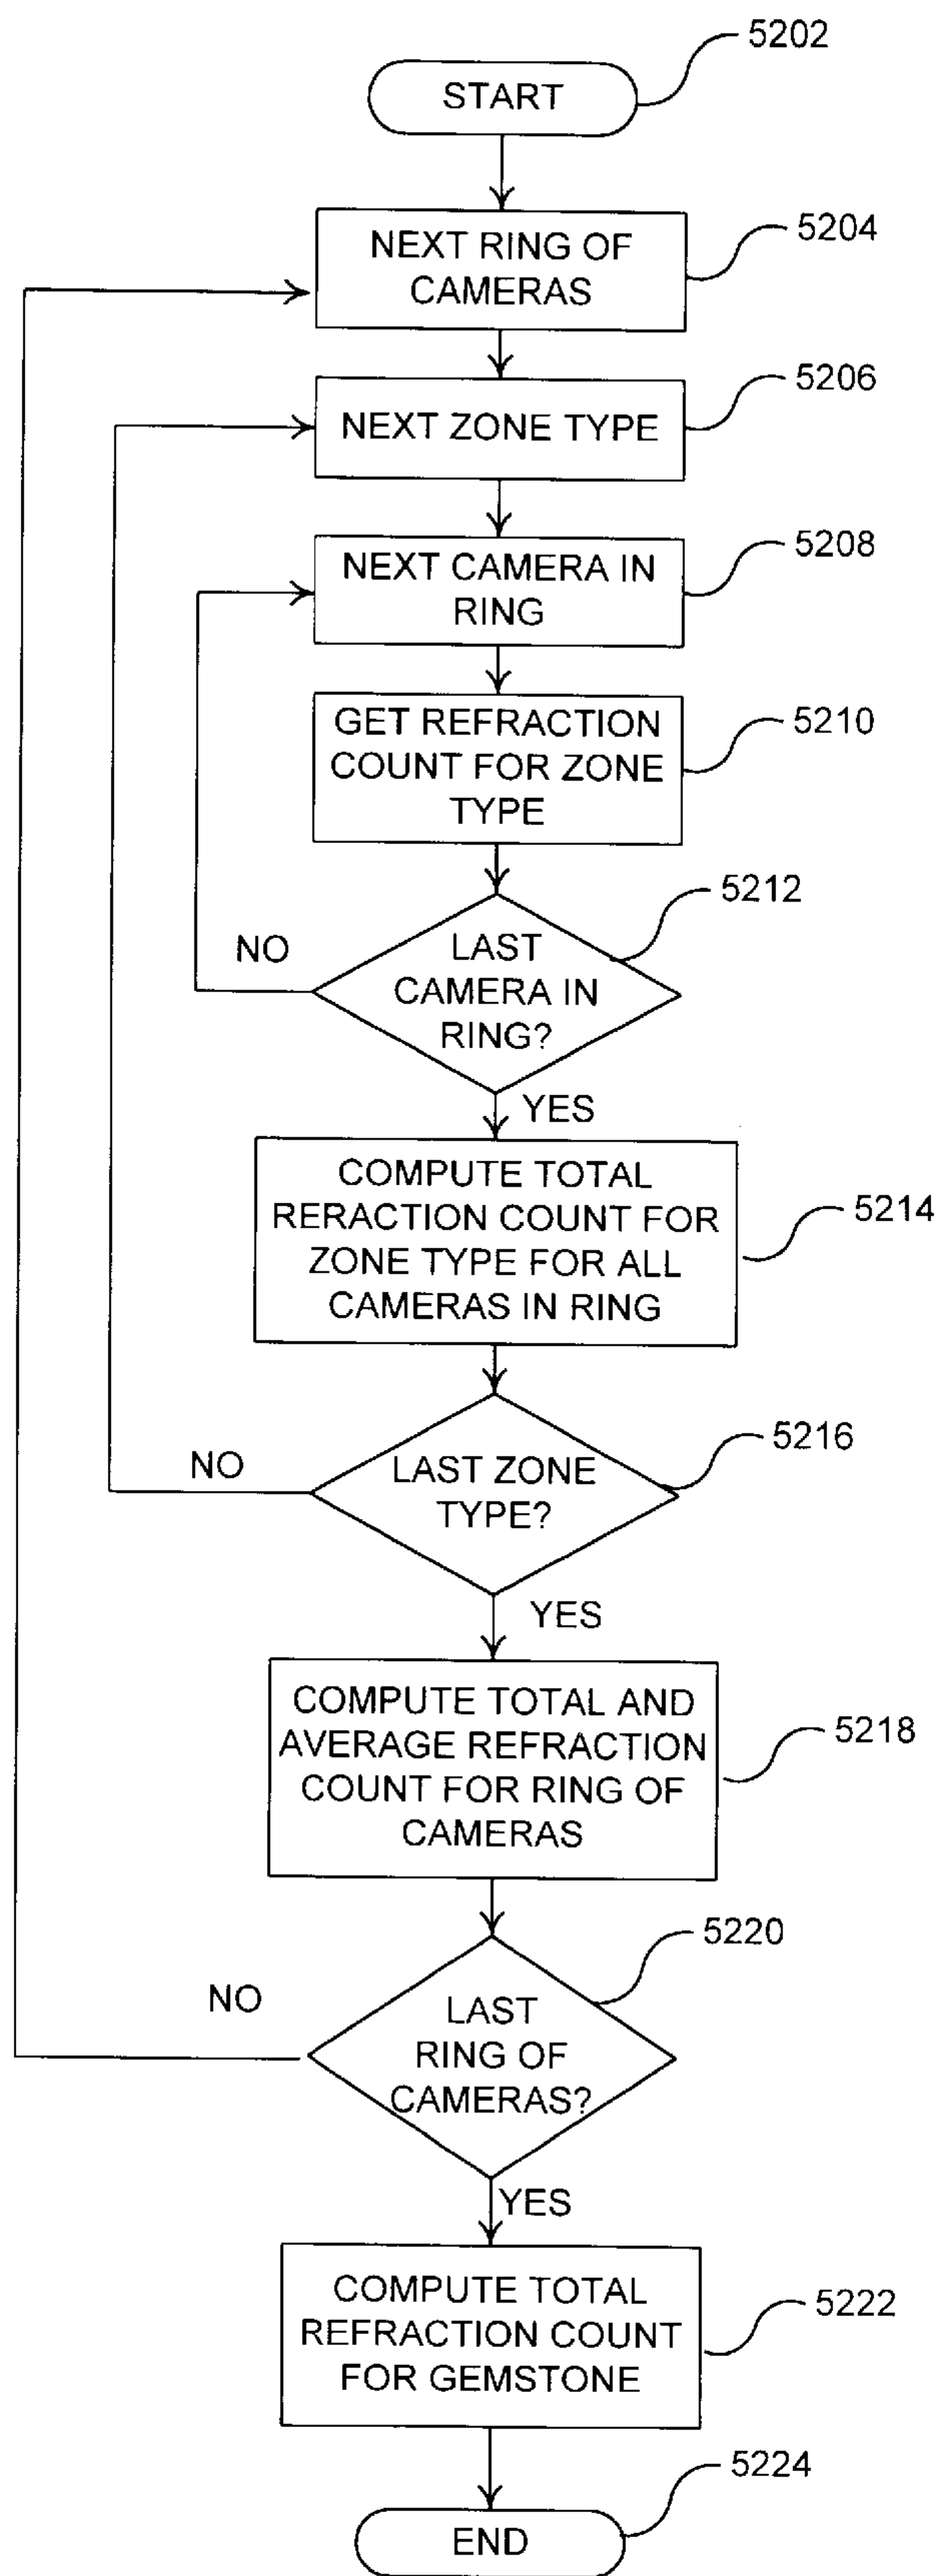 5202
START
5204
NEXT RING OF
CAMERAS
5206
NEXT ZONE TYPE
5208
NEXT CAMERA IN
RING
5210
GET REFRACTION
COUNT FOR ZONE
TYPE
5212
LAST
CAMERA IN
RING?
NO
YES
COMPUTE TOTAL
RERACTION COUNT FOR
ZONE TYPE FOR ALL
CAMERAS IN RING
5214
5216
LAST ZONE
TYPE?
NO
YES
COMPUTE TOTAL AND
AVERAGE REFRACTION
COUNT FOR RING OF
CAMERAS
5218
5220
NO
LAST
RING OF
CAMERAS?
YES
COMPUTE TOTAL
REFRACTION COUNT
FOR GEMSTONE
5222
5224
END